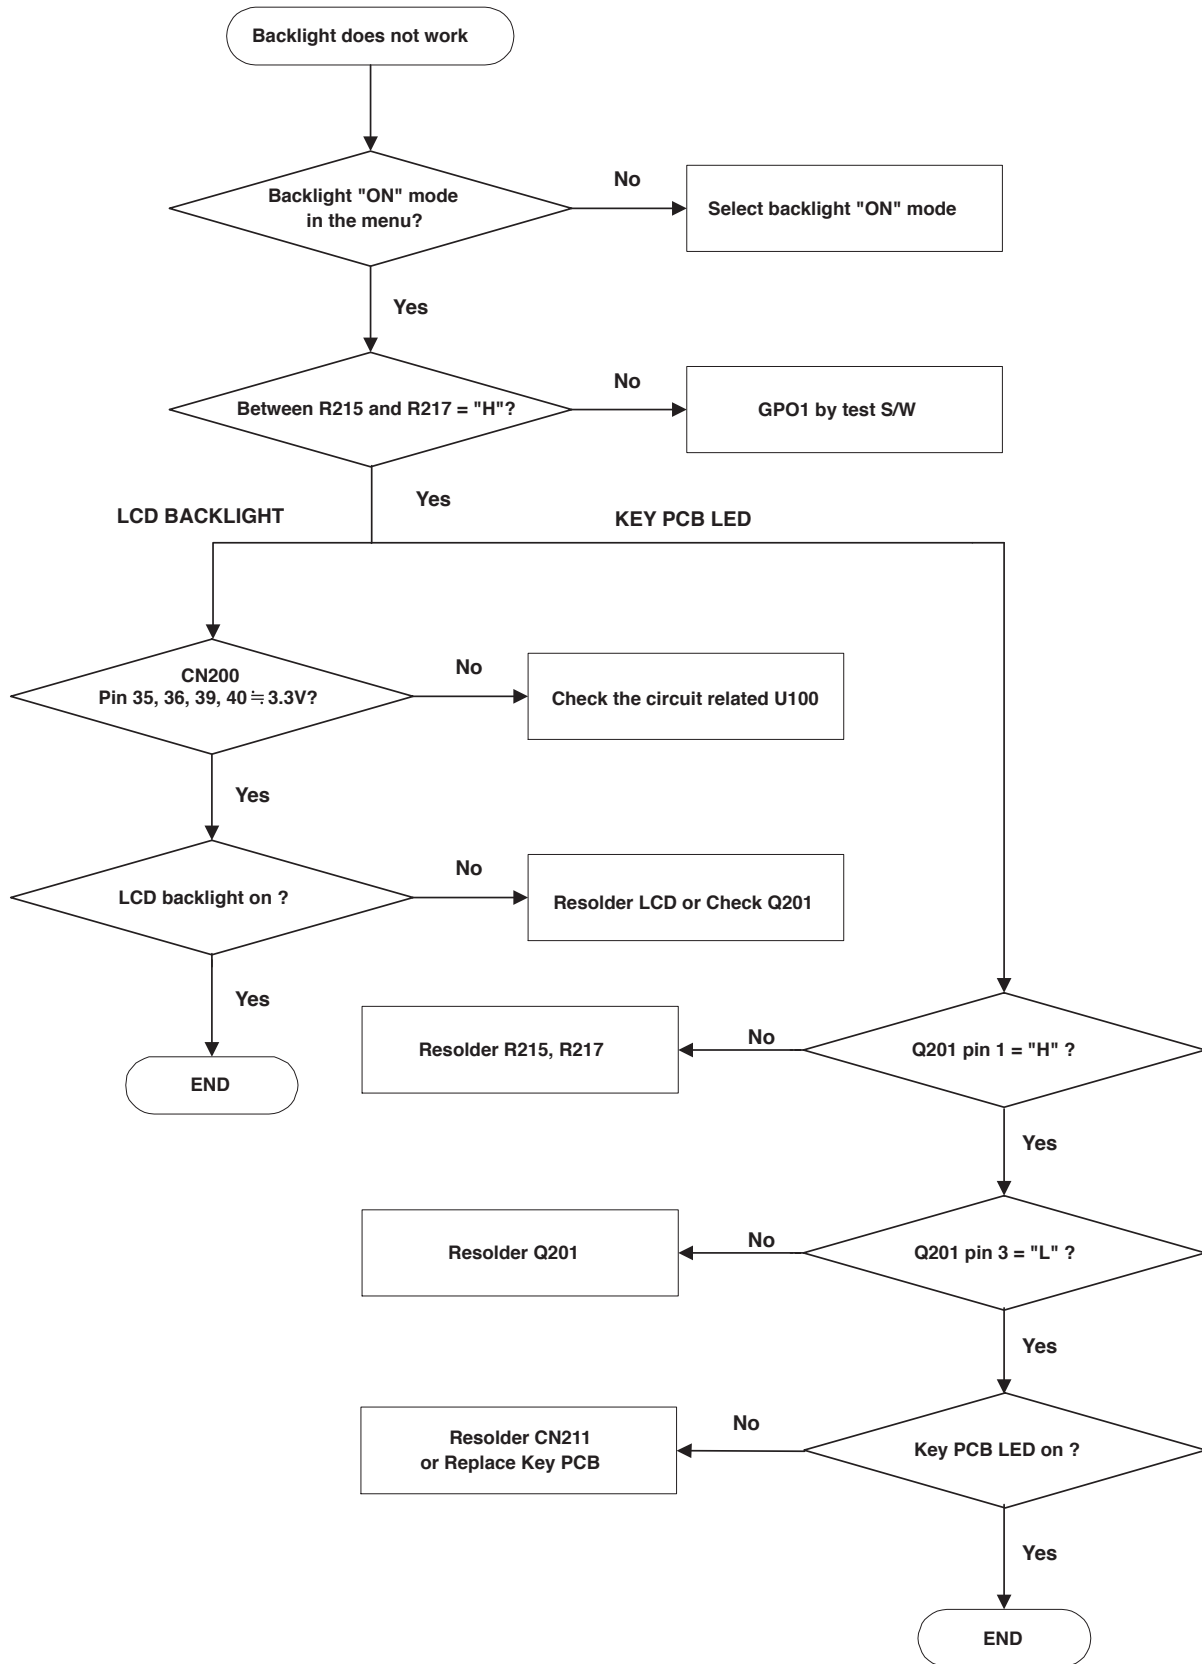 Backlight does not work
Backlight "ON" mode
in the menu?
No
Select backlight "ON" mode
Yes
Between R215 and R217 = "H"?
No
GPO1 by test S/W
Yes
LCD BACKLIGHT
KEY PCB LED
CN200
Pin 35, 36, 39, 40≒3.3V?
No
Check the circuit related U100
Yes
LCD backlight on ?
No
Resolder LCD or Check Q201
Yes
END
Q201 pin 1 = "H" ?
No
Resolder R215, R217
Yes
Q201 pin 3 = "L" ?
No
Resolder Q201
Yes
Key PCB LED on ?
No
Resolder CN211
or Replace Key PCB
Yes
END